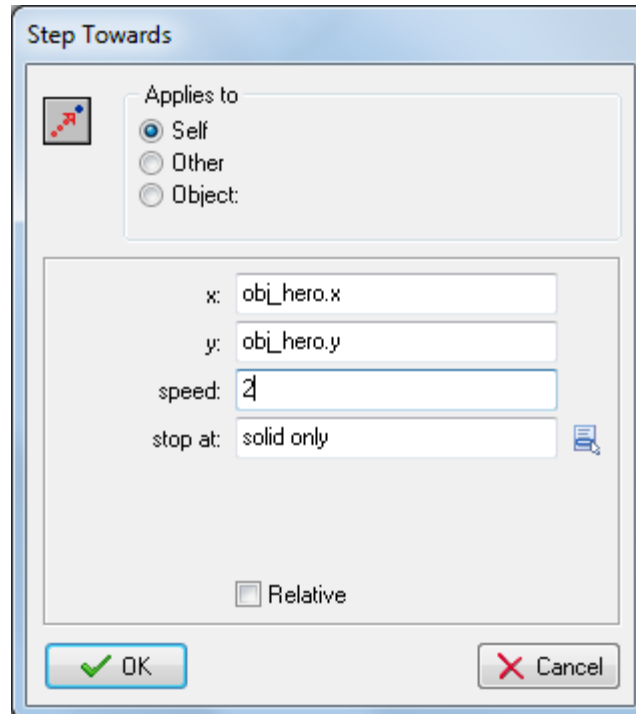 Step Towards
Applies to
Self
Other
Object:
x: obj_hero.x
y: obj_hero.y
speed: 2
stop at: solid only
Relative
OK Cancel